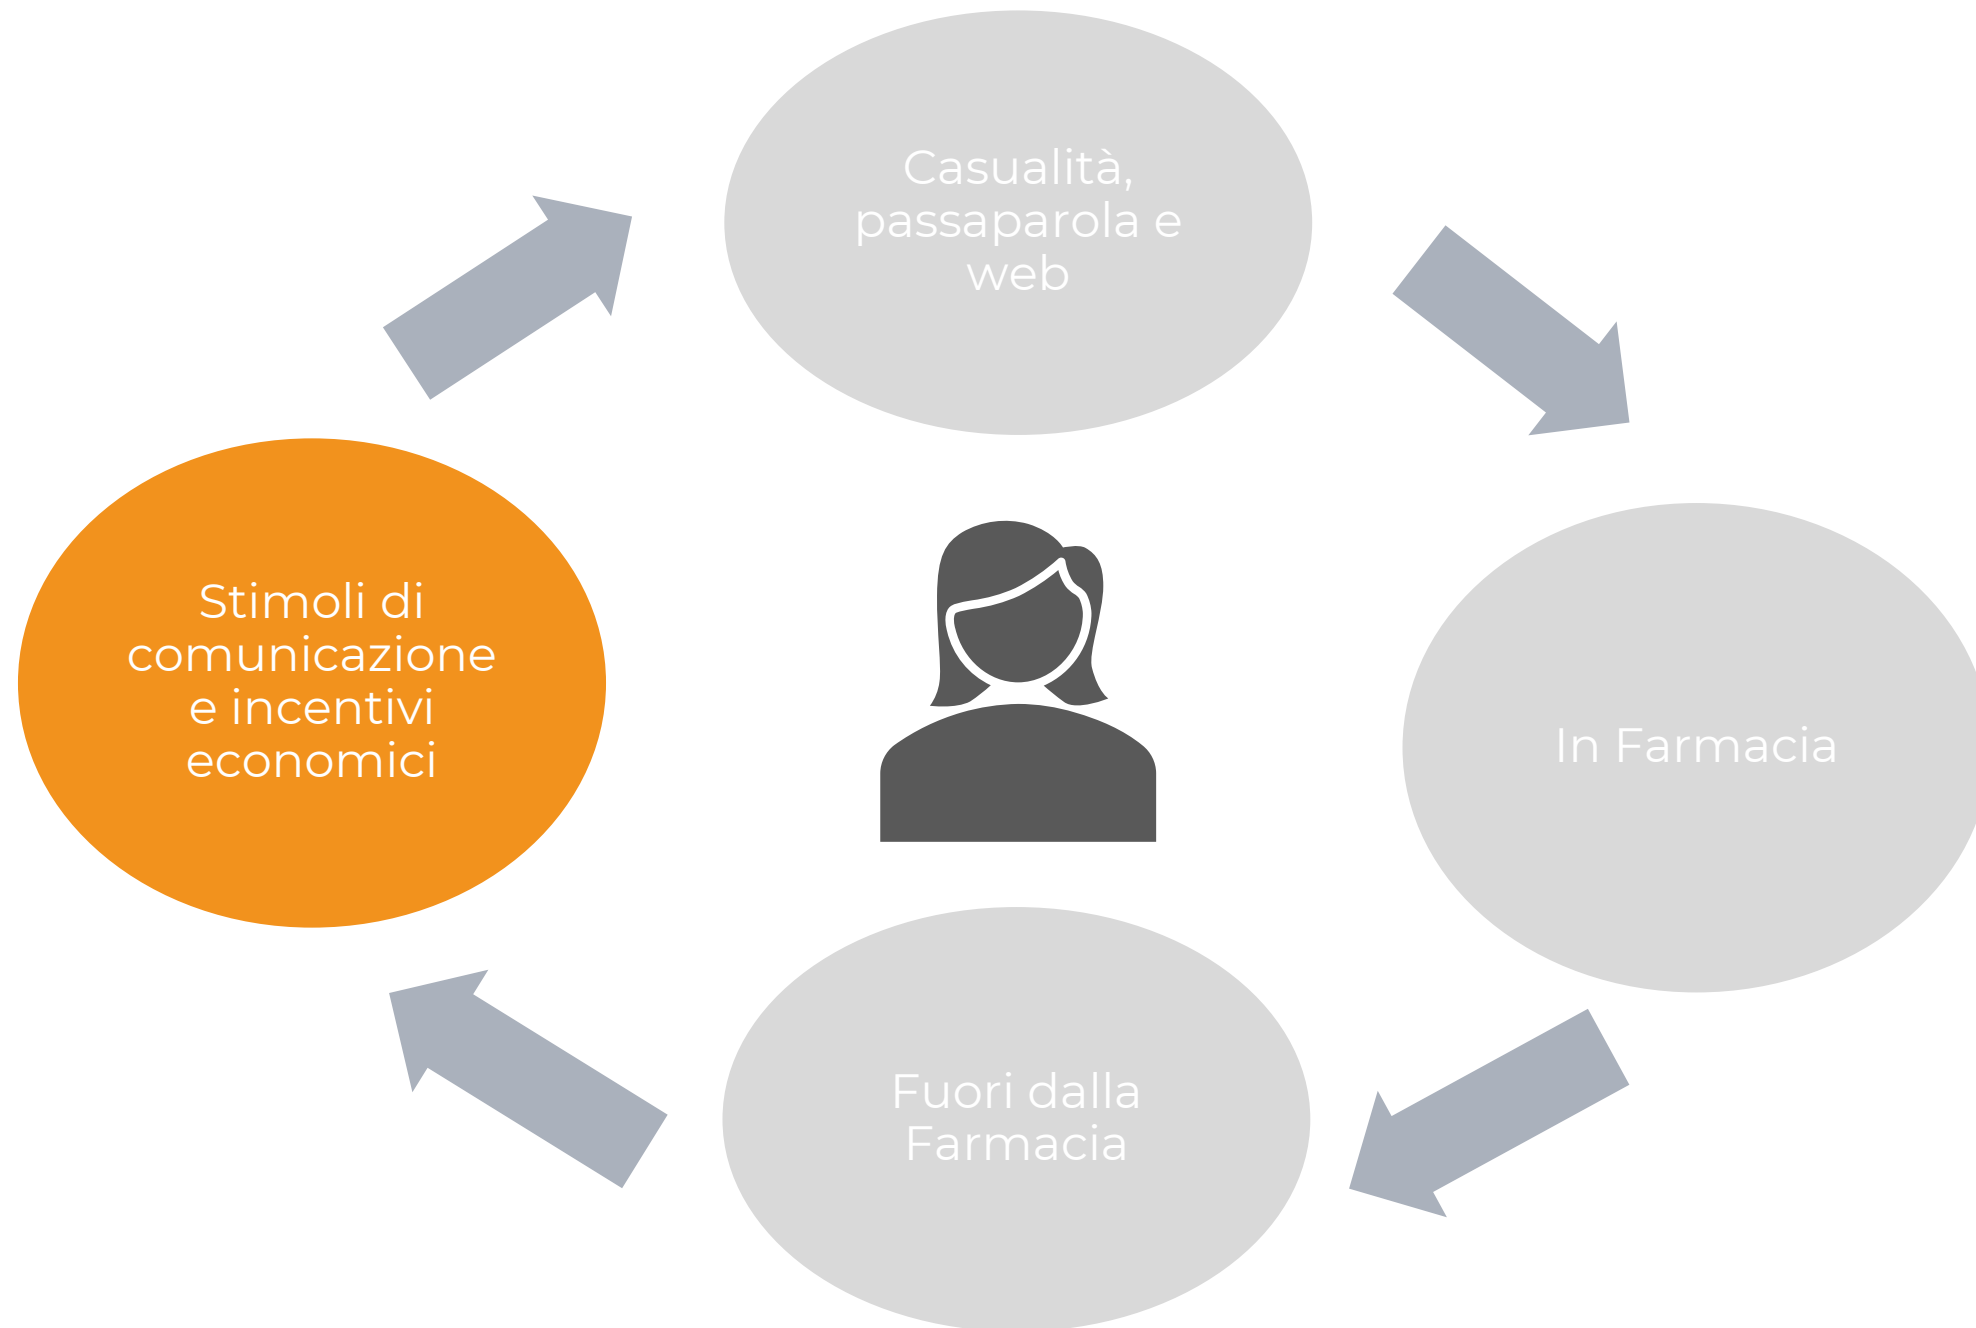 Casualità,
passaparola e
web
Stimoli di
comunicazione
e incentivi
economici
In Farmacia
Fuori dalla
Farmacia